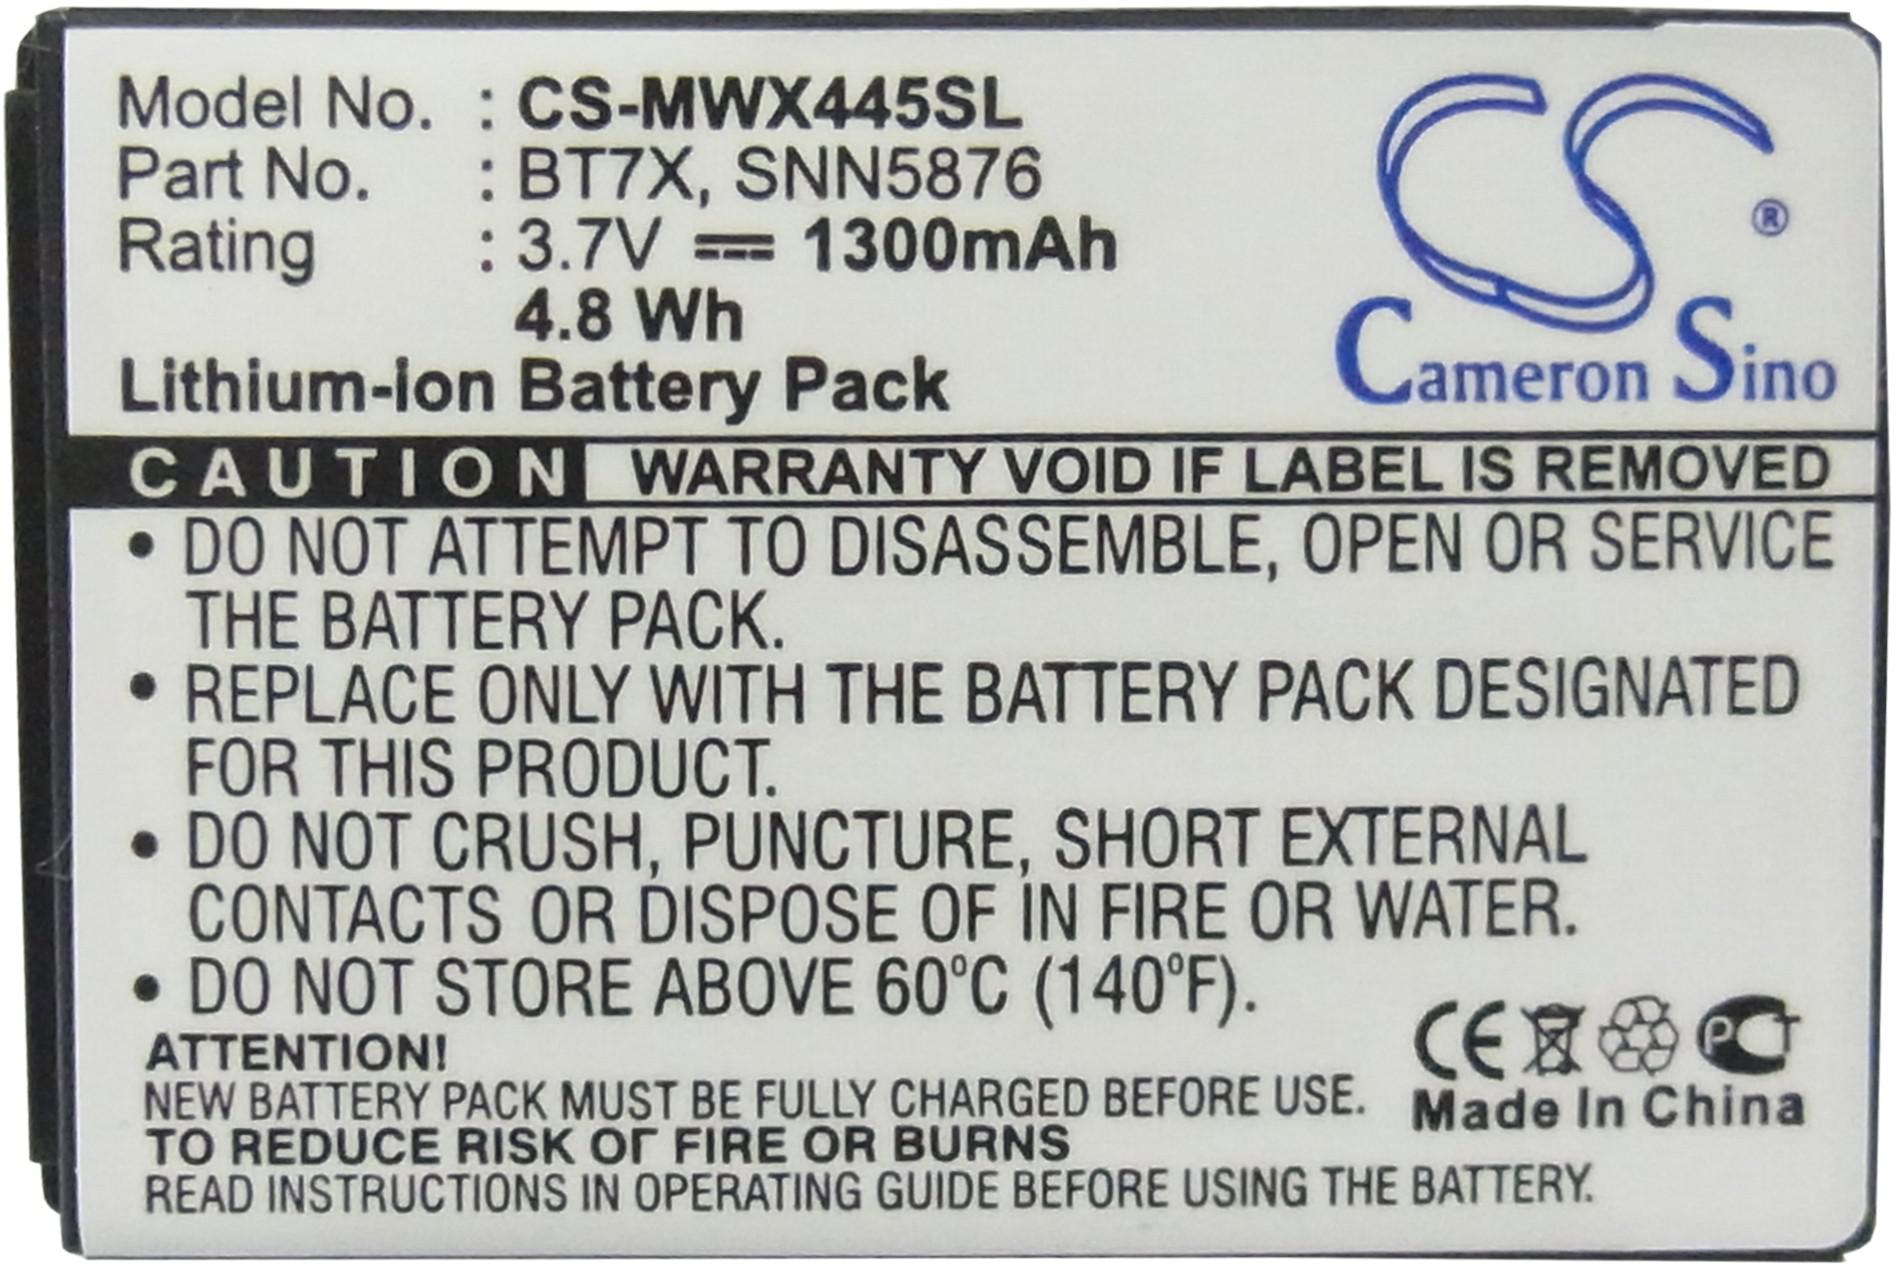 Model No. : CS-MWX445SL
Part No. : BT7X, SNN5876
Rating : 3.7V ⎓ 1300mAh
4.8 Wh
Lithium-ion Battery Pack
CS ®
Cameron Sino
CAUTION WARRANTY VOID IF LABEL IS REMOVED
• DO NOT ATTEMPT TO DISASSEMBLE, OPEN OR SERVICE
THE BATTERY PACK.
• REPLACE ONLY WITH THE BATTERY PACK DESIGNATED
FOR THIS PRODUCT.
• DO NOT CRUSH, PUNCTURE, SHORT EXTERNAL
CONTACTS OR DISPOSE OF IN FIRE OR WATER.
• DO NOT STORE ABOVE 60°C (140°F).
ATTENTION!
NEW BATTERY PACK MUST BE FULLY CHARGED BEFORE USE.
TO REDUCE RISK OF FIRE OR BURNS
READ INSTRUCTIONS IN OPERATING GUIDE BEFORE USING THE BATTERY.
CE PCT
Made In China